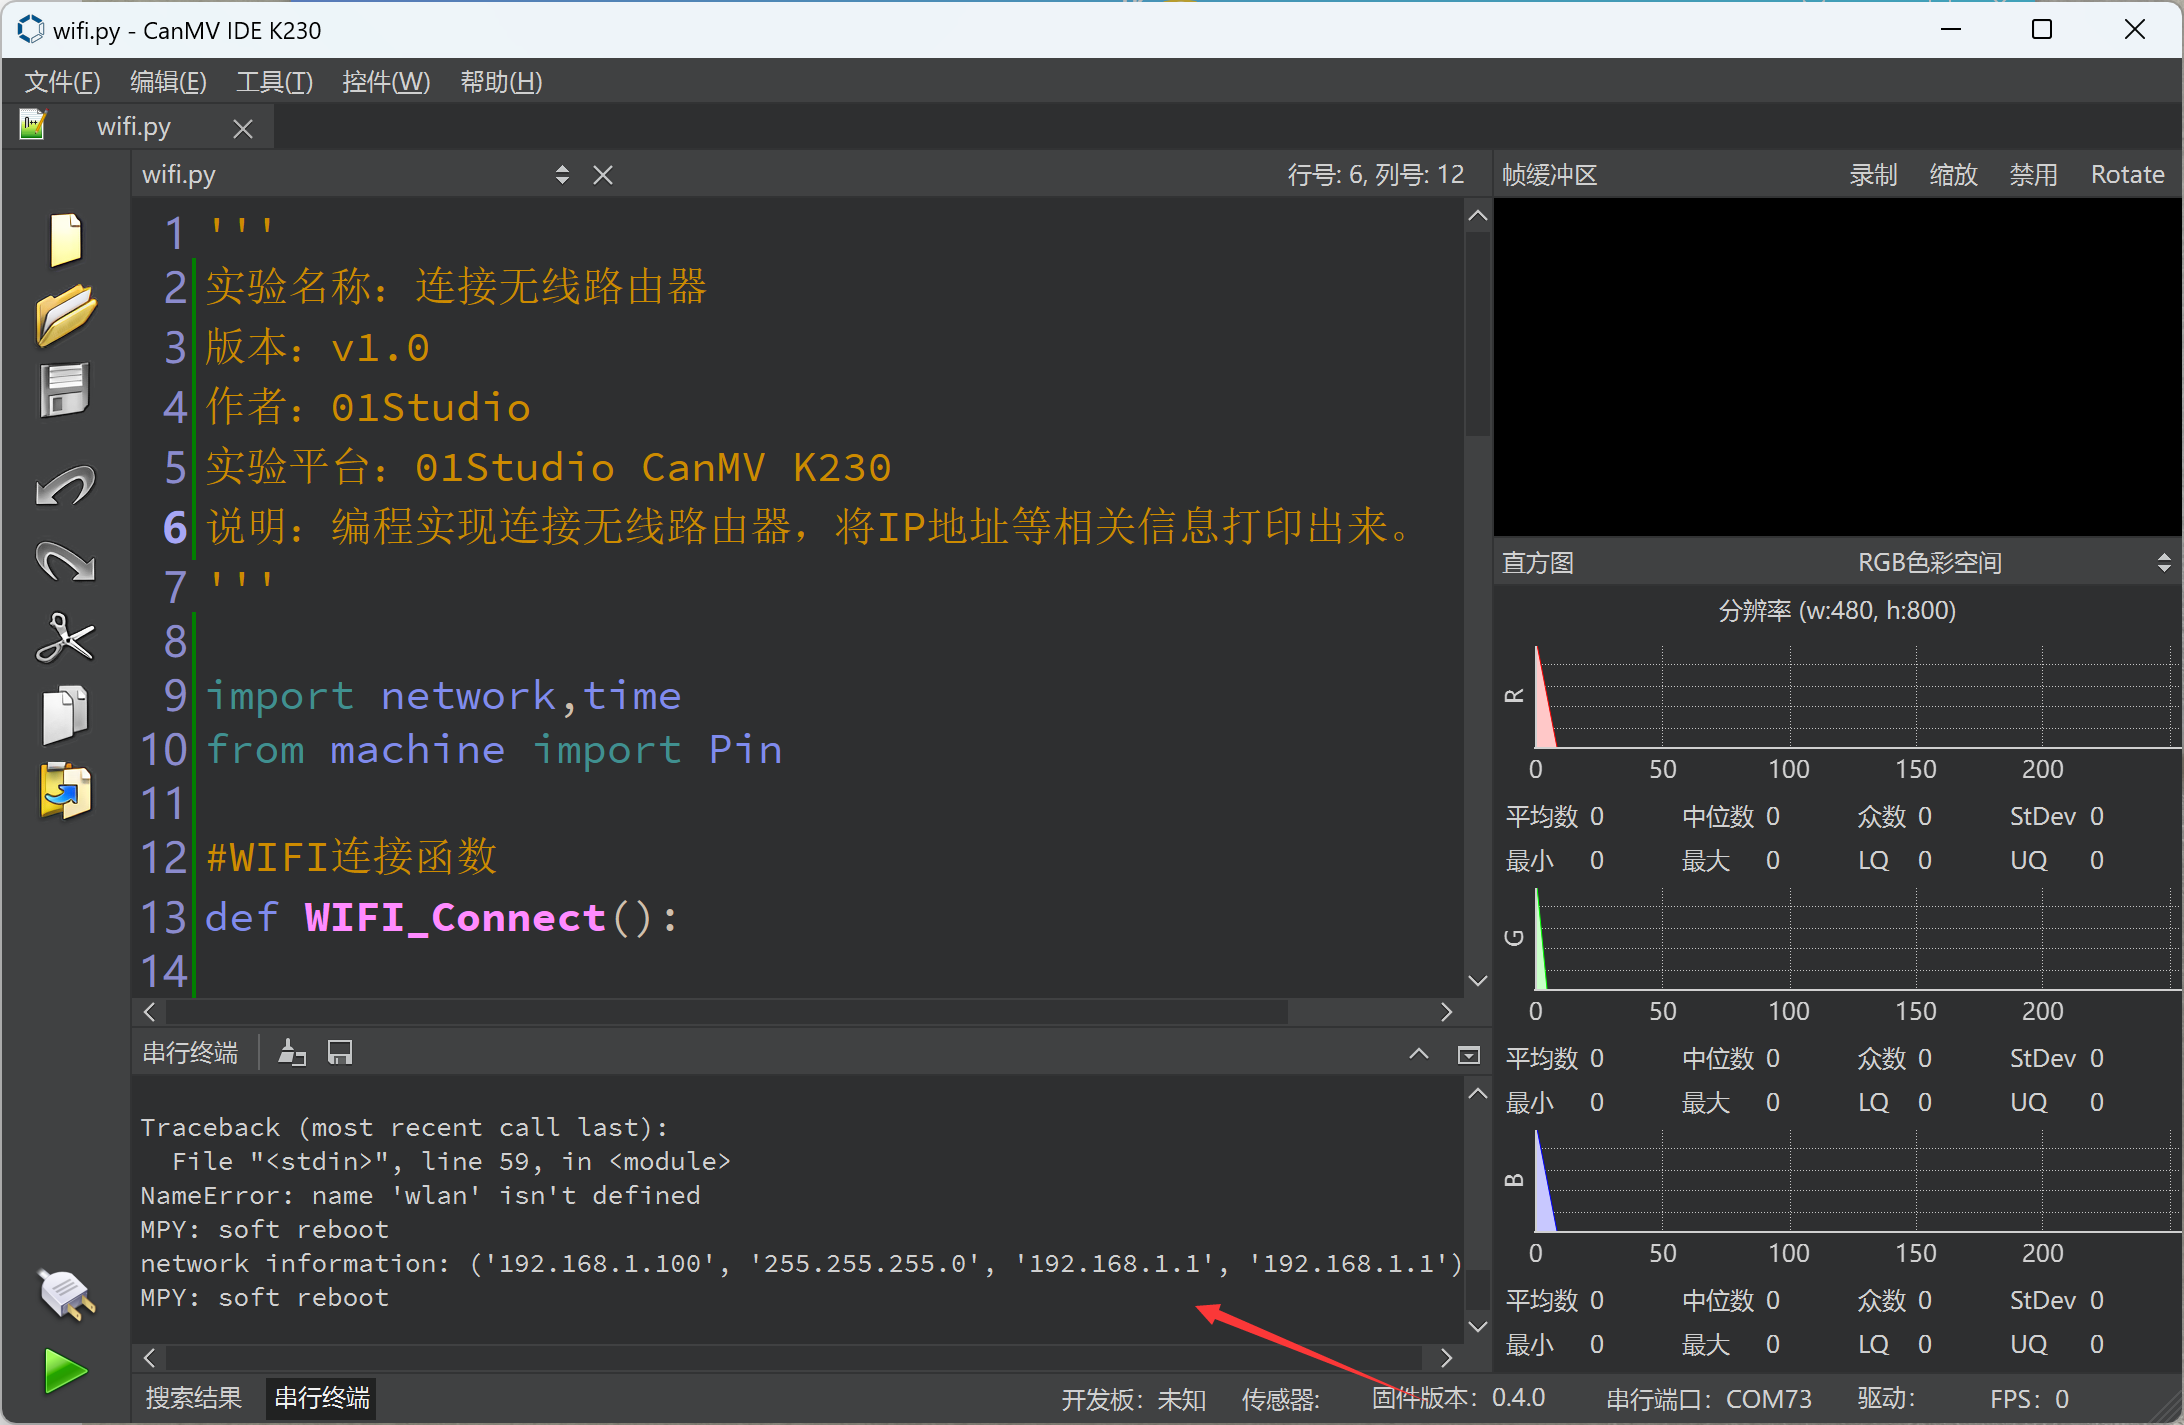 wifi.py - CanMV IDE K230
文件(F) 编辑(E) 工具(T) 控件(W) 帮助(H)
wifi.py
wifi.py 行号: 6, 列号: 12
1 '''
2 实验名称：连接无线路由器
3 版本：v1.0
4 作者：01Studio
5 实验平台：01Studio CanMV K230
6 说明：编程实现连接无线路由器，将IP地址等相关信息打印出来。
7 '''
8
9 import network,time
10 from machine import Pin
11
12 #WIFI连接函数
13 def WIFI_Connect():
14
串行终端
Traceback (most recent call last):
File "<stdin>", line 59, in <module>
NameError: name 'wlan' isn't defined
MPY: soft reboot
network information: ('192.168.1.100', '255.255.255.0', '192.168.1.1', '192.168.1.1')
MPY: soft reboot
帧缓冲区 录制 缩放 禁用 Rotate
直方图 RGB色彩空间
分辨率 (w:480, h:800)
R
0 50 100 150 200
平均数 0 中位数 0 众数 0 StDev 0
最小 0 最大 0 LQ 0 UQ 0
G
0 50 100 150 200
平均数 0 中位数 0 众数 0 StDev 0
最小 0 最大 0 LQ 0 UQ 0
B
0 50 100 150 200
平均数 0 中位数 0 众数 0 StDev 0
最小 0 最大 0 LQ 0 UQ 0
搜索结果 串行终端 开发板：未知 传感器: 固件版本：0.4.0 串行端口：COM73 驱动： FPS：0